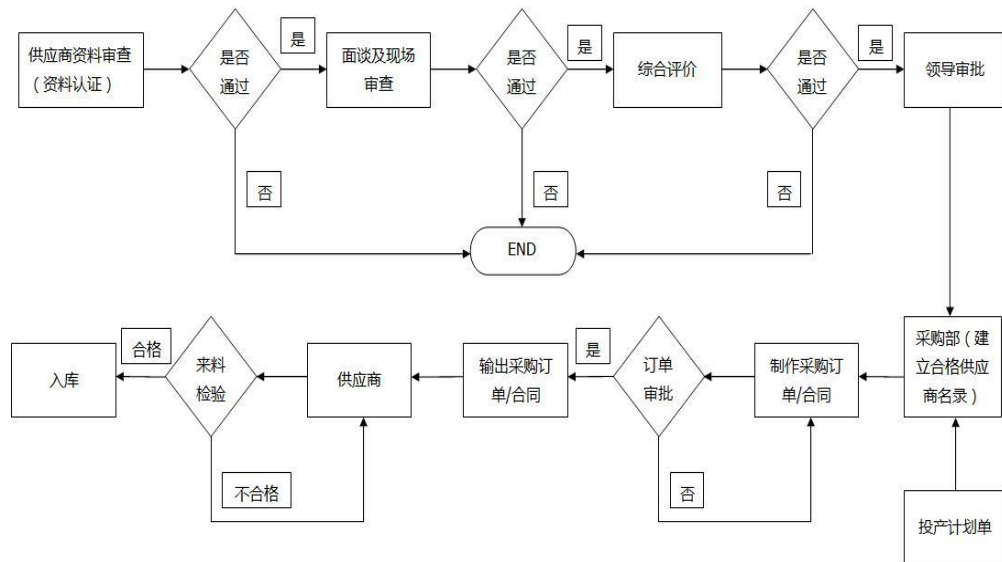 供应商资料审查
（资料认证）
是否
通过
是
面谈及现场
审查
是否
通过
是
综合评价
是否
通过
是
领导审批
否
否
否
END
入库
合格
来料
检验
不合格
供应商
输出采购订
单/合同
是
订单
审批
否
制作采购订
单/合同
采购部（建
立合格供应
商名录）
投产计划单